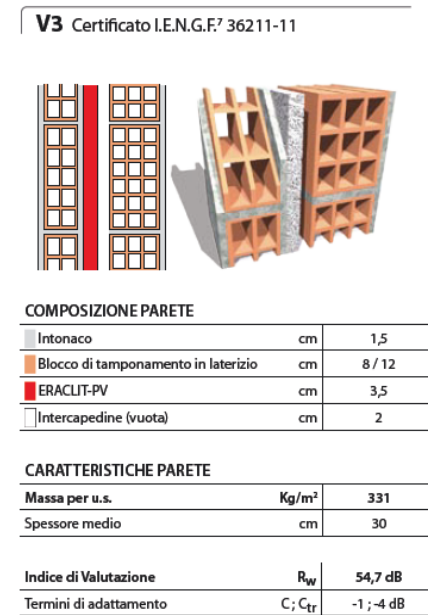 V3 Certificato I.E.N.G.F.⁷ 36211-11
COMPOSIZIONE PARETE
Intonaco cm 1,5
Blocco di tamponamento in laterizio cm 8 / 12
ERACLIT-PV cm 3,5
Intercapedine (vuota) cm 2
CARATTERISTICHE PARETE
Massa per u.s. Kg/m² 331
Spessore medio cm 30
Indice di Valutazione Rw 54,7 dB
Termini di adattamento C ; Ctr -1 ; -4 dB